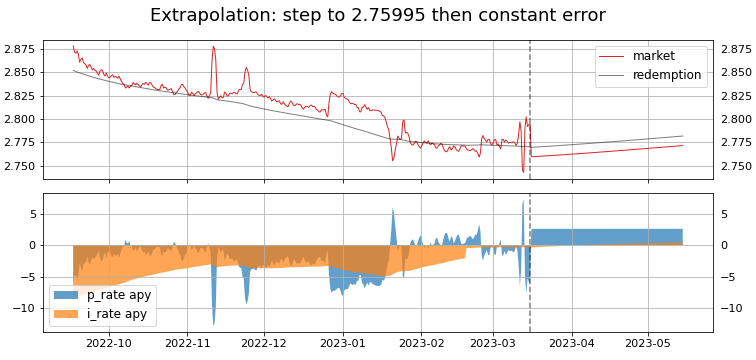 Extrapolation: step to 2.75995 then constant error
2.875 2.875
2.850 2.850
2.825 2.825
2.800 2.800
2.775 2.775
2.750 2.750
market
redemption
5 5
0 0
−5 −5
−10 −10
p_rate apy
i_rate apy
2022-10 2022-11 2022-12 2023-01 2023-02 2023-03 2023-04 2023-05